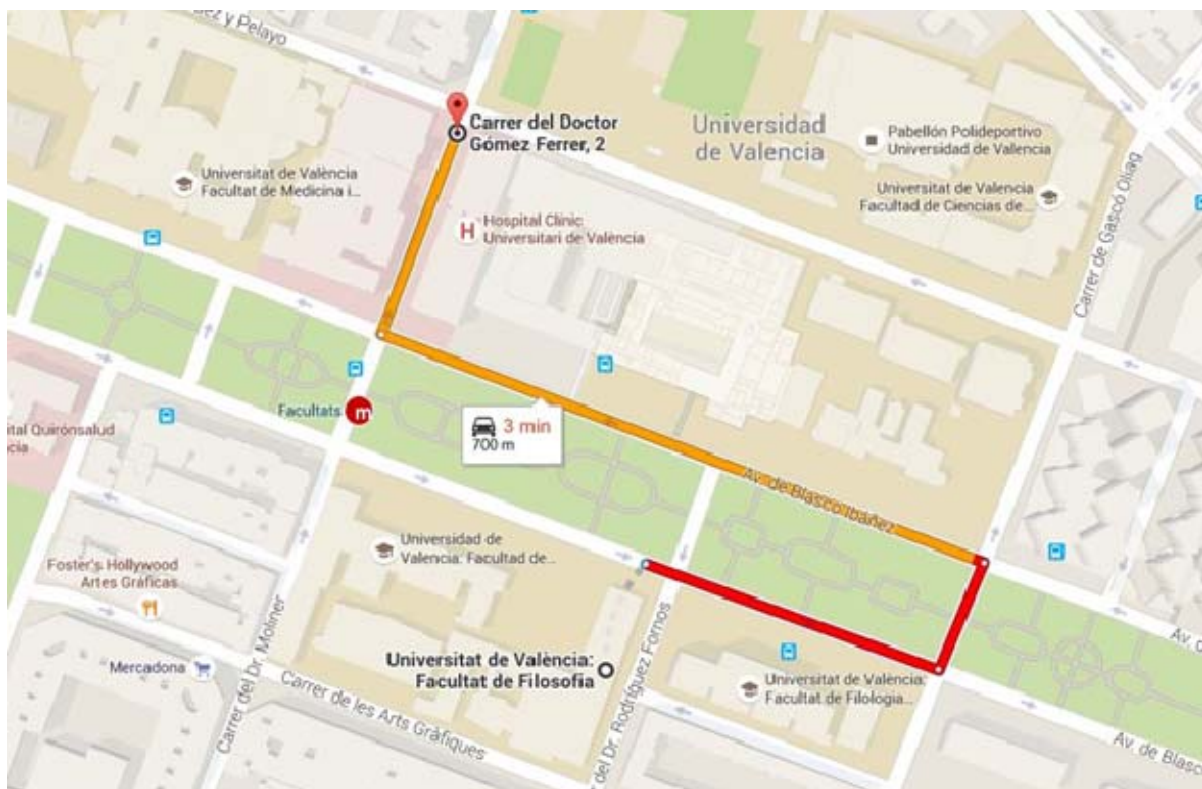 ez y Pelayo
Carrer del Doctor
Gómez Ferrer, 2
Universidad
de Valencia
Pabellón Polideportivo
Universidad de Valencia
Universitat de València
Facultat de Medicina i...
Universitat de Valencia
Facultad de Ciencias de...
Carrer de Gascó Oliag
H
Hospital Clínic
Universitari de València
Facultats
m
3 min
700 m
ital Quirónsalud
cia
Av. de Blasco Ibáñez
Universidad de
Valencia: Facultad de...
Foster's Hollywood
Artes Gráficas
Carrer del Dr. Moliner
Mercadona
Universitat de València:
Facultat de Filosofia
Universitat de València:
Facultat de Filologia...
Carrer de les Arts Gràfiques
er del Dr. Rodríguez Fornos
Av. d
Av. de Blasc